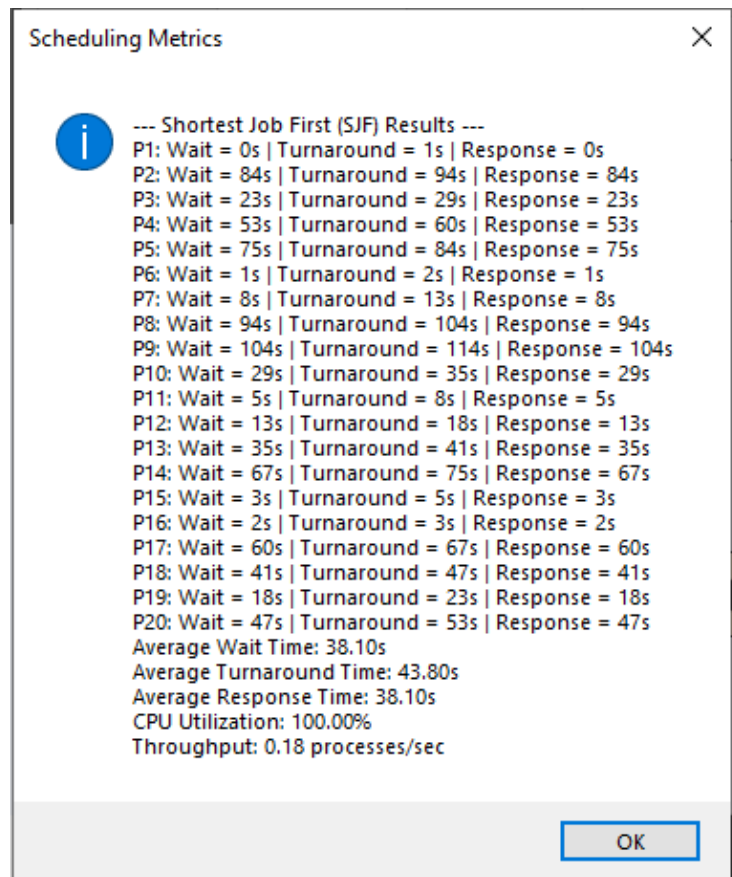 Scheduling Metrics
--- Shortest Job First (SJF) Results ---
P1: Wait = 0s | Turnaround = 1s | Response = 0s
P2: Wait = 84s | Turnaround = 94s | Response = 84s
P3: Wait = 23s | Turnaround = 29s | Response = 23s
P4: Wait = 53s | Turnaround = 60s | Response = 53s
P5: Wait = 75s | Turnaround = 84s | Response = 75s
P6: Wait = 1s | Turnaround = 2s | Response = 1s
P7: Wait = 8s | Turnaround = 13s | Response = 8s
P8: Wait = 94s | Turnaround = 104s | Response = 94s
P9: Wait = 104s | Turnaround = 114s | Response = 104s
P10: Wait = 29s | Turnaround = 35s | Response = 29s
P11: Wait = 5s | Turnaround = 8s | Response = 5s
P12: Wait = 13s | Turnaround = 18s | Response = 13s
P13: Wait = 35s | Turnaround = 41s | Response = 35s
P14: Wait = 67s | Turnaround = 75s | Response = 67s
P15: Wait = 3s | Turnaround = 5s | Response = 3s
P16: Wait = 2s | Turnaround = 3s | Response = 2s
P17: Wait = 60s | Turnaround = 67s | Response = 60s
P18: Wait = 41s | Turnaround = 47s | Response = 41s
P19: Wait = 18s | Turnaround = 23s | Response = 18s
P20: Wait = 47s | Turnaround = 53s | Response = 47s
Average Wait Time: 38.10s
Average Turnaround Time: 43.80s
Average Response Time: 38.10s
CPU Utilization: 100.00%
Throughput: 0.18 processes/sec
OK